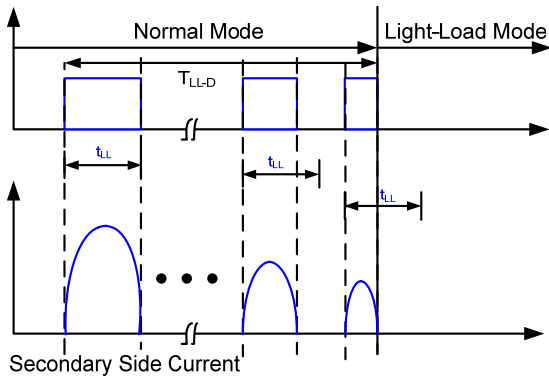 Normal Mode
Light-Load Mode
TLL-D
tLL
tLL
tLL
Secondary Side Current